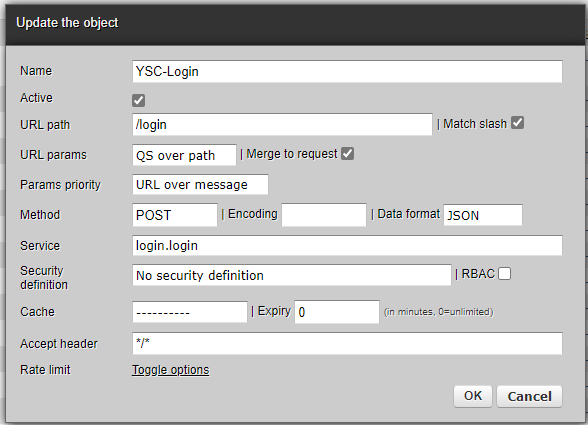 Update the object
Name YSC-Login
Active
URL path /login | Match slash
URL params QS over path | Merge to request
Params priority URL over message
Method POST | Encoding | Data format JSON
Service login.login
Security
definition No security definition | RBAC
Cache ---------- | Expiry 0 (in minutes, 0=unlimited)
Accept header */*
Rate limit Toggle options
OK Cancel